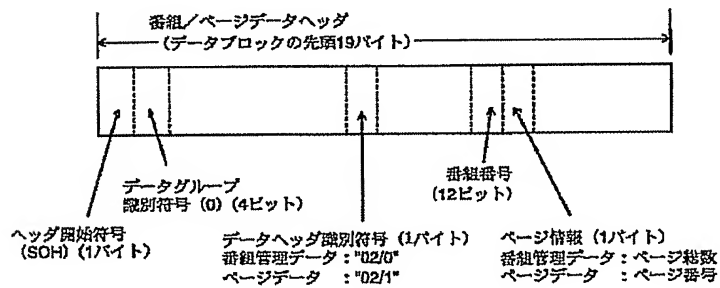 番組／ページデータヘッダ
(データブロックの先頭19バイト)
データグループ
識別符号 (0) (4ビット)
番組番号
(12ビット)
ヘッダ開始符号
(SOH) (1バイト)
データヘッダ識別符号 (1バイト)
番組管理データ : "02/0"
ページデータ : "02/1"
ページ情報 (1バイト)
番組管理データ : ページ総数
ページデータ : ページ番号